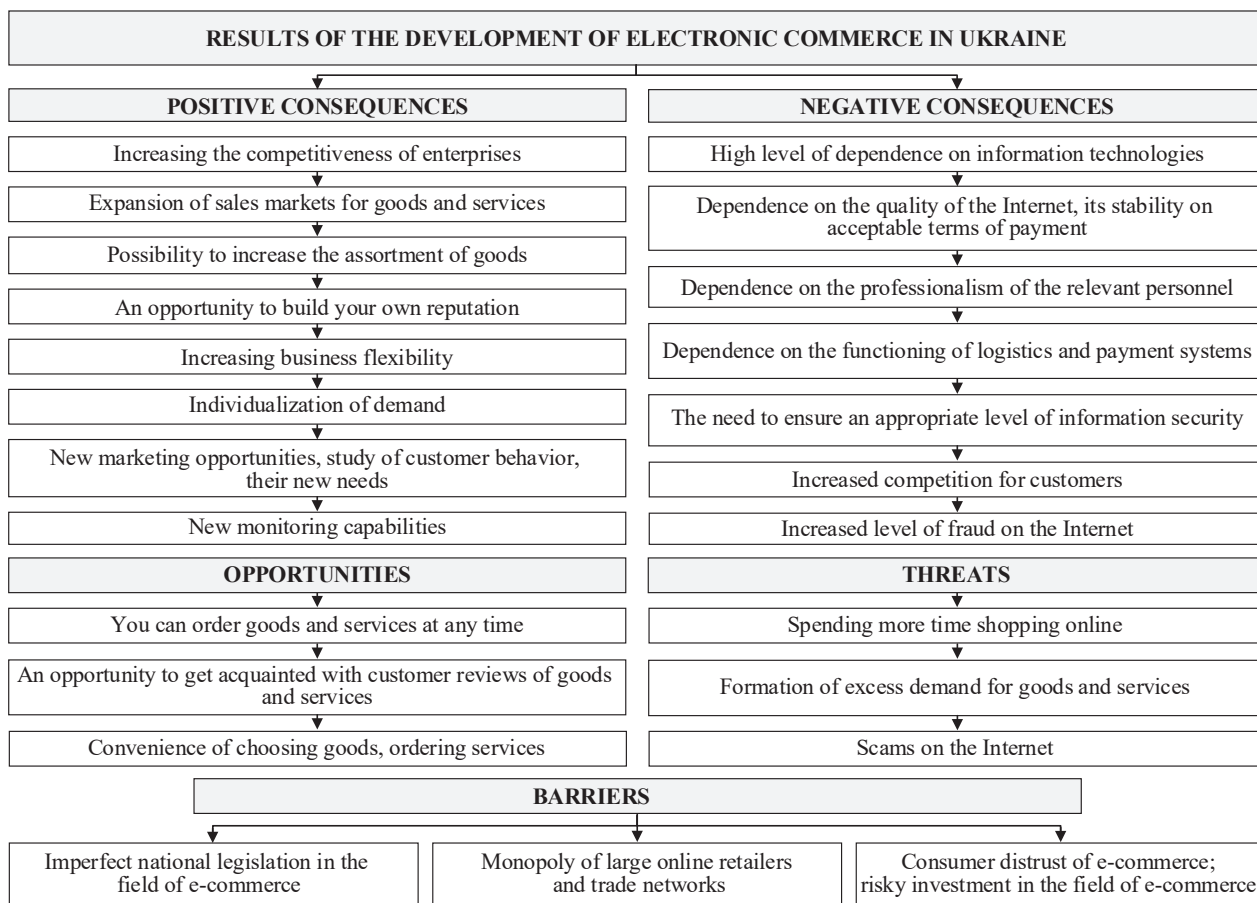 RESULTS OF THE DEVELOPMENT OF ELECTRONIC COMMERCE IN UKRAINE
POSITIVE CONSEQUENCES
Increasing the competitiveness of enterprises
Expansion of sales markets for goods and services
Possibility to increase the assortment of goods
An opportunity to build your own reputation
Increasing business flexibility
Individualization of demand
New marketing opportunities, study of customer behavior,
their new needs
New monitoring capabilities
NEGATIVE CONSEQUENCES
High level of dependence on information technologies
Dependence on the quality of the Internet, its stability on
acceptable terms of payment
Dependence on the professionalism of the relevant personnel
Dependence on the functioning of logistics and payment systems
The need to ensure an appropriate level of information security
Increased competition for customers
Increased level of fraud on the Internet
OPPORTUNITIES
You can order goods and services at any time
An opportunity to get acquainted with customer reviews of goods
and services
Convenience of choosing goods, ordering services
THREATS
Spending more time shopping online
Formation of excess demand for goods and services
Scams on the Internet
BARRIERS
Imperfect national legislation in the
field of e-commerce
Monopoly of large online retailers
and trade networks
Consumer distrust of e-commerce;
risky investment in the field of e-commerce